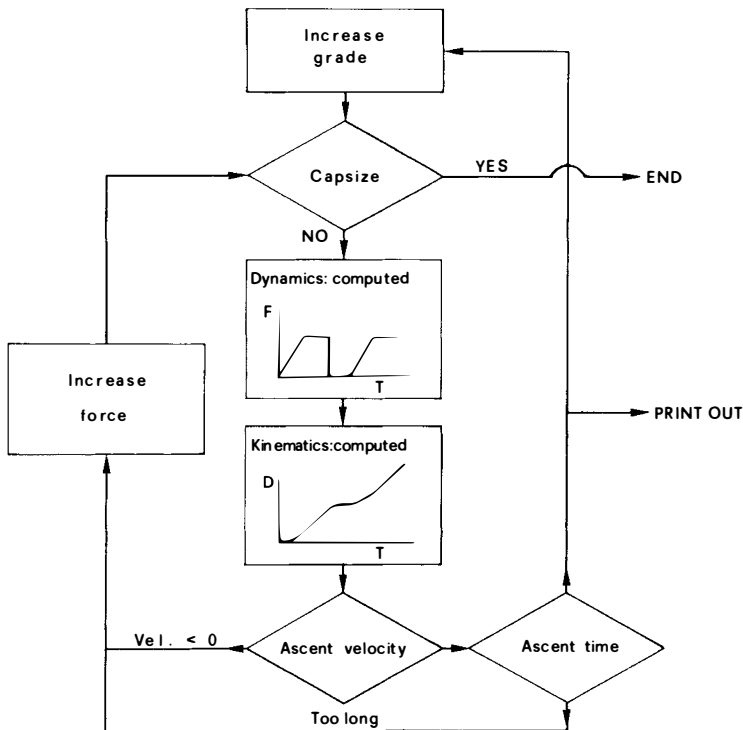 Increase
grade
Capsize
YES
END
NO
Dynamics: computed
F
T
Increase
force
Kinematics:computed
D
T
PRINT OUT
Vel. < 0
Ascent velocity
Ascent time
Too long